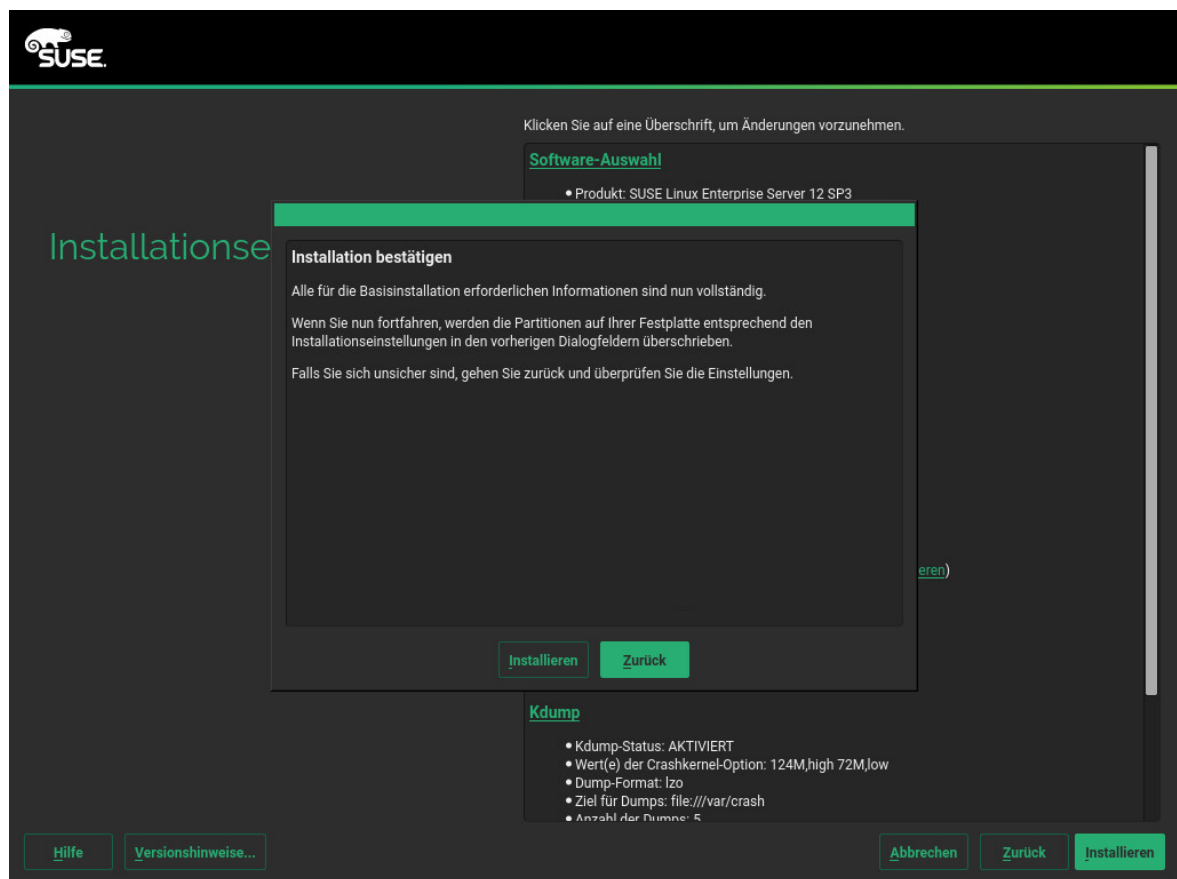 SUSE.
Klicken Sie auf eine Überschrift, um Änderungen vorzunehmen.
Software-Auswahl
• Produkt: SUSE Linux Enterprise Server 12 SP3
Installationse
Installation bestätigen
Alle für die Basisinstallation erforderlichen Informationen sind nun vollständig.
Wenn Sie nun fortfahren, werden die Partitionen auf Ihrer Festplatte entsprechend den
Installationseinstellungen in den vorherigen Dialogfeldern überschrieben.
Falls Sie sich unsicher sind, gehen Sie zurück und überprüfen Sie die Einstellungen.
eren)
Installieren
Zurück
Kdump
• Kdump-Status: AKTIVIERT
• Wert(e) der Crashkernel-Option: 124M,high 72M,low
• Dump-Format: lzo
• Ziel für Dumps: file:///var/crash
• Anzahl der Dumps: 5
Hilfe
Versionshinweise...
Abbrechen
Zurück
Installieren